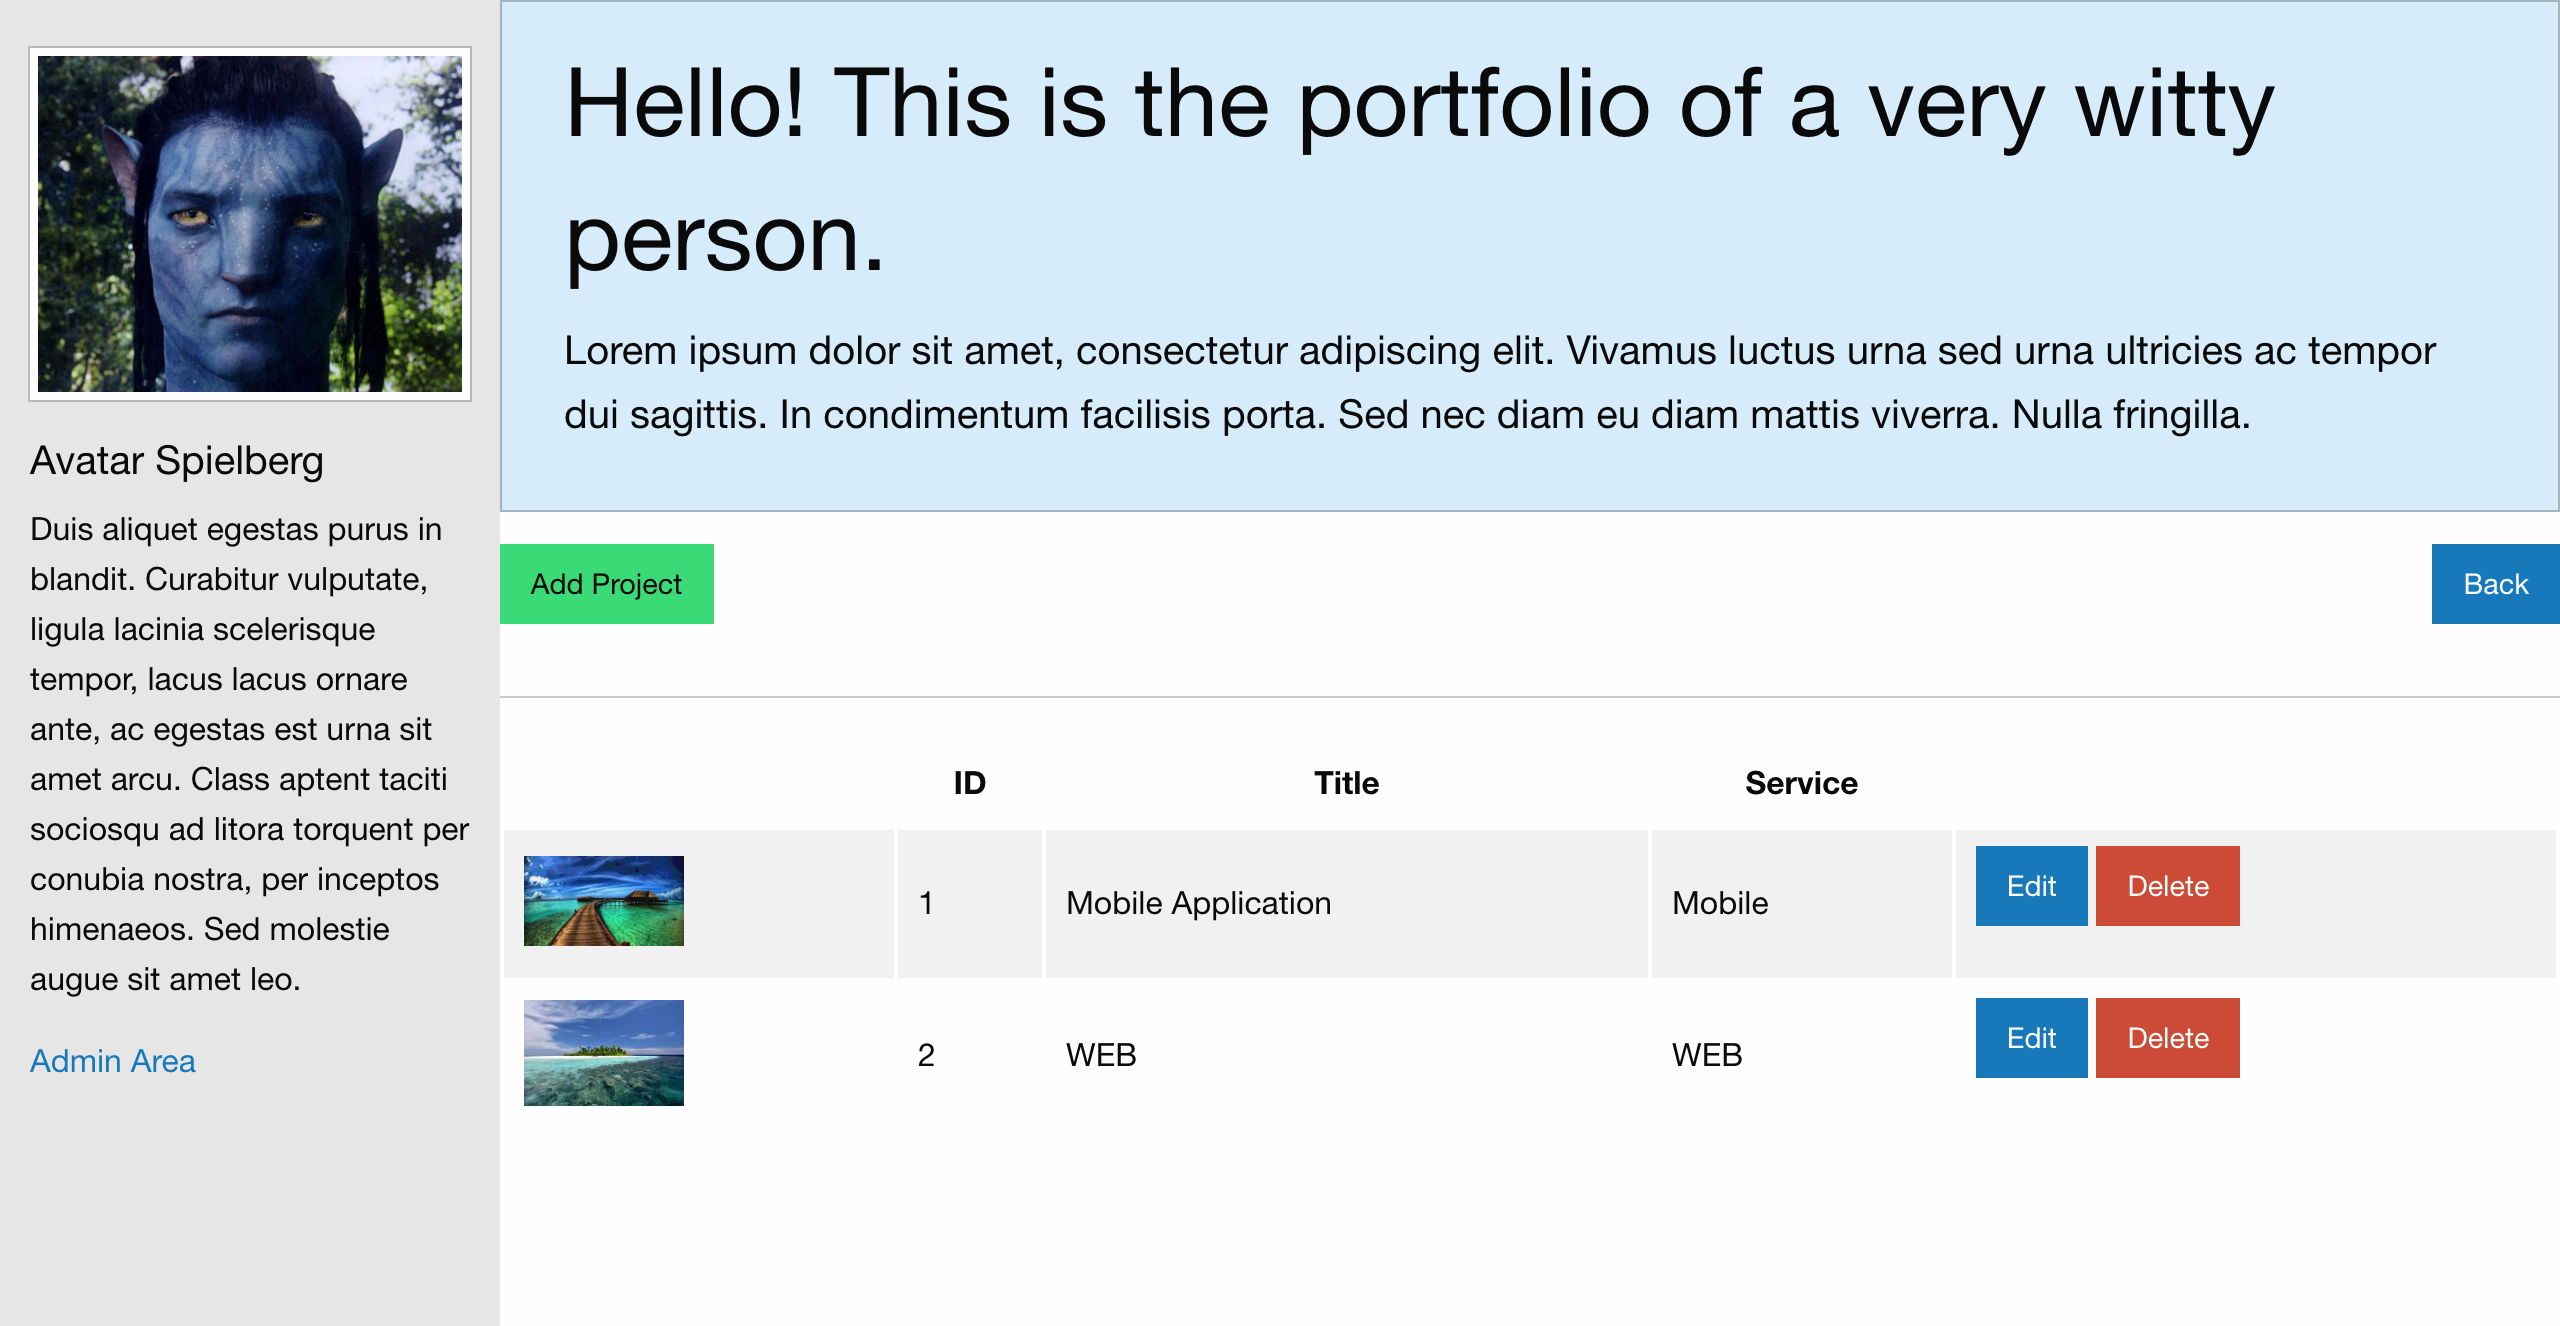 Avatar Spielberg
Duis aliquet egestas purus in
blandit. Curabitur vulputate,
ligula lacinia scelerisque
tempor, lacus lacus ornare
ante, ac egestas est urna sit
amet arcu. Class aptent taciti
sociosqu ad litora torquent per
conubia nostra, per inceptos
himenaeos. Sed molestie
augue sit amet leo.
Admin Area
Hello! This is the portfolio of a very witty
person.
Lorem ipsum dolor sit amet, consectetur adipiscing elit. Vivamus luctus urna sed urna ultricies ac tempor
dui sagittis. In condimentum facilisis porta. Sed nec diam eu diam mattis viverra. Nulla fringilla.
Add Project Back
ID Title Service
1 Mobile Application Mobile Edit Delete
2 WEB WEB Edit Delete